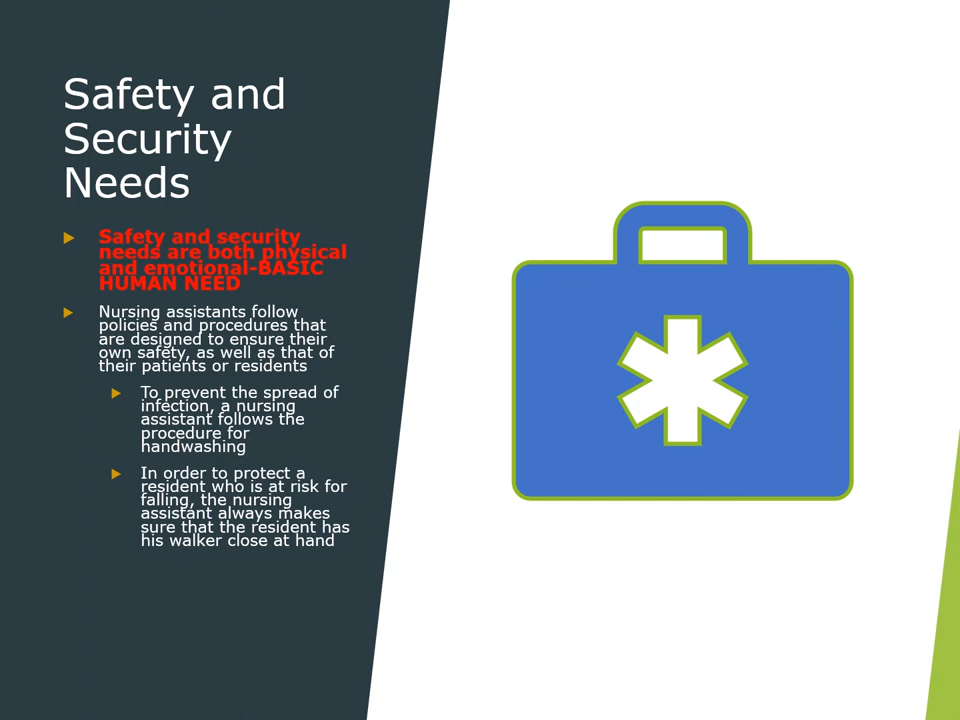 Safety and
Security
Needs
Safety and security
needs are both physical
and emotional-BASIC
HUMAN NEED
Nursing assistants follow
policies and procedures that
are designed to ensure their
own safety, as well as that of
their patients or residents
To prevent the spread of
infection, a nursing
assistant follows the
procedure for
handwashing
In order to protect a
resident who is at risk for
falling, the nursing
assistant always makes
sure that the resident has
his walker close at hand